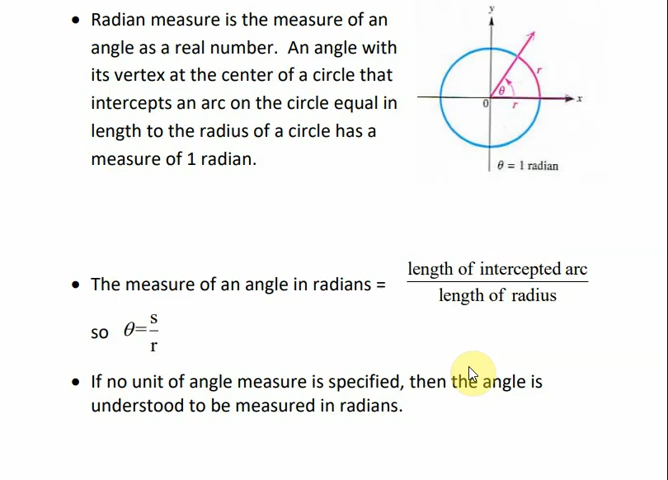 • Radian measure is the measure of an
angle as a real number. An angle with
its vertex at the center of a circle that
intercepts an arc on the circle equal in
length to the radius of a circle has a
measure of 1 radian.
y
r
θ
0
r
x
θ = 1 radian
• The measure of an angle in radians = length of intercepted arc
length of radius
so θ=s
r
• If no unit of angle measure is specified, then the angle is
understood to be measured in radians.